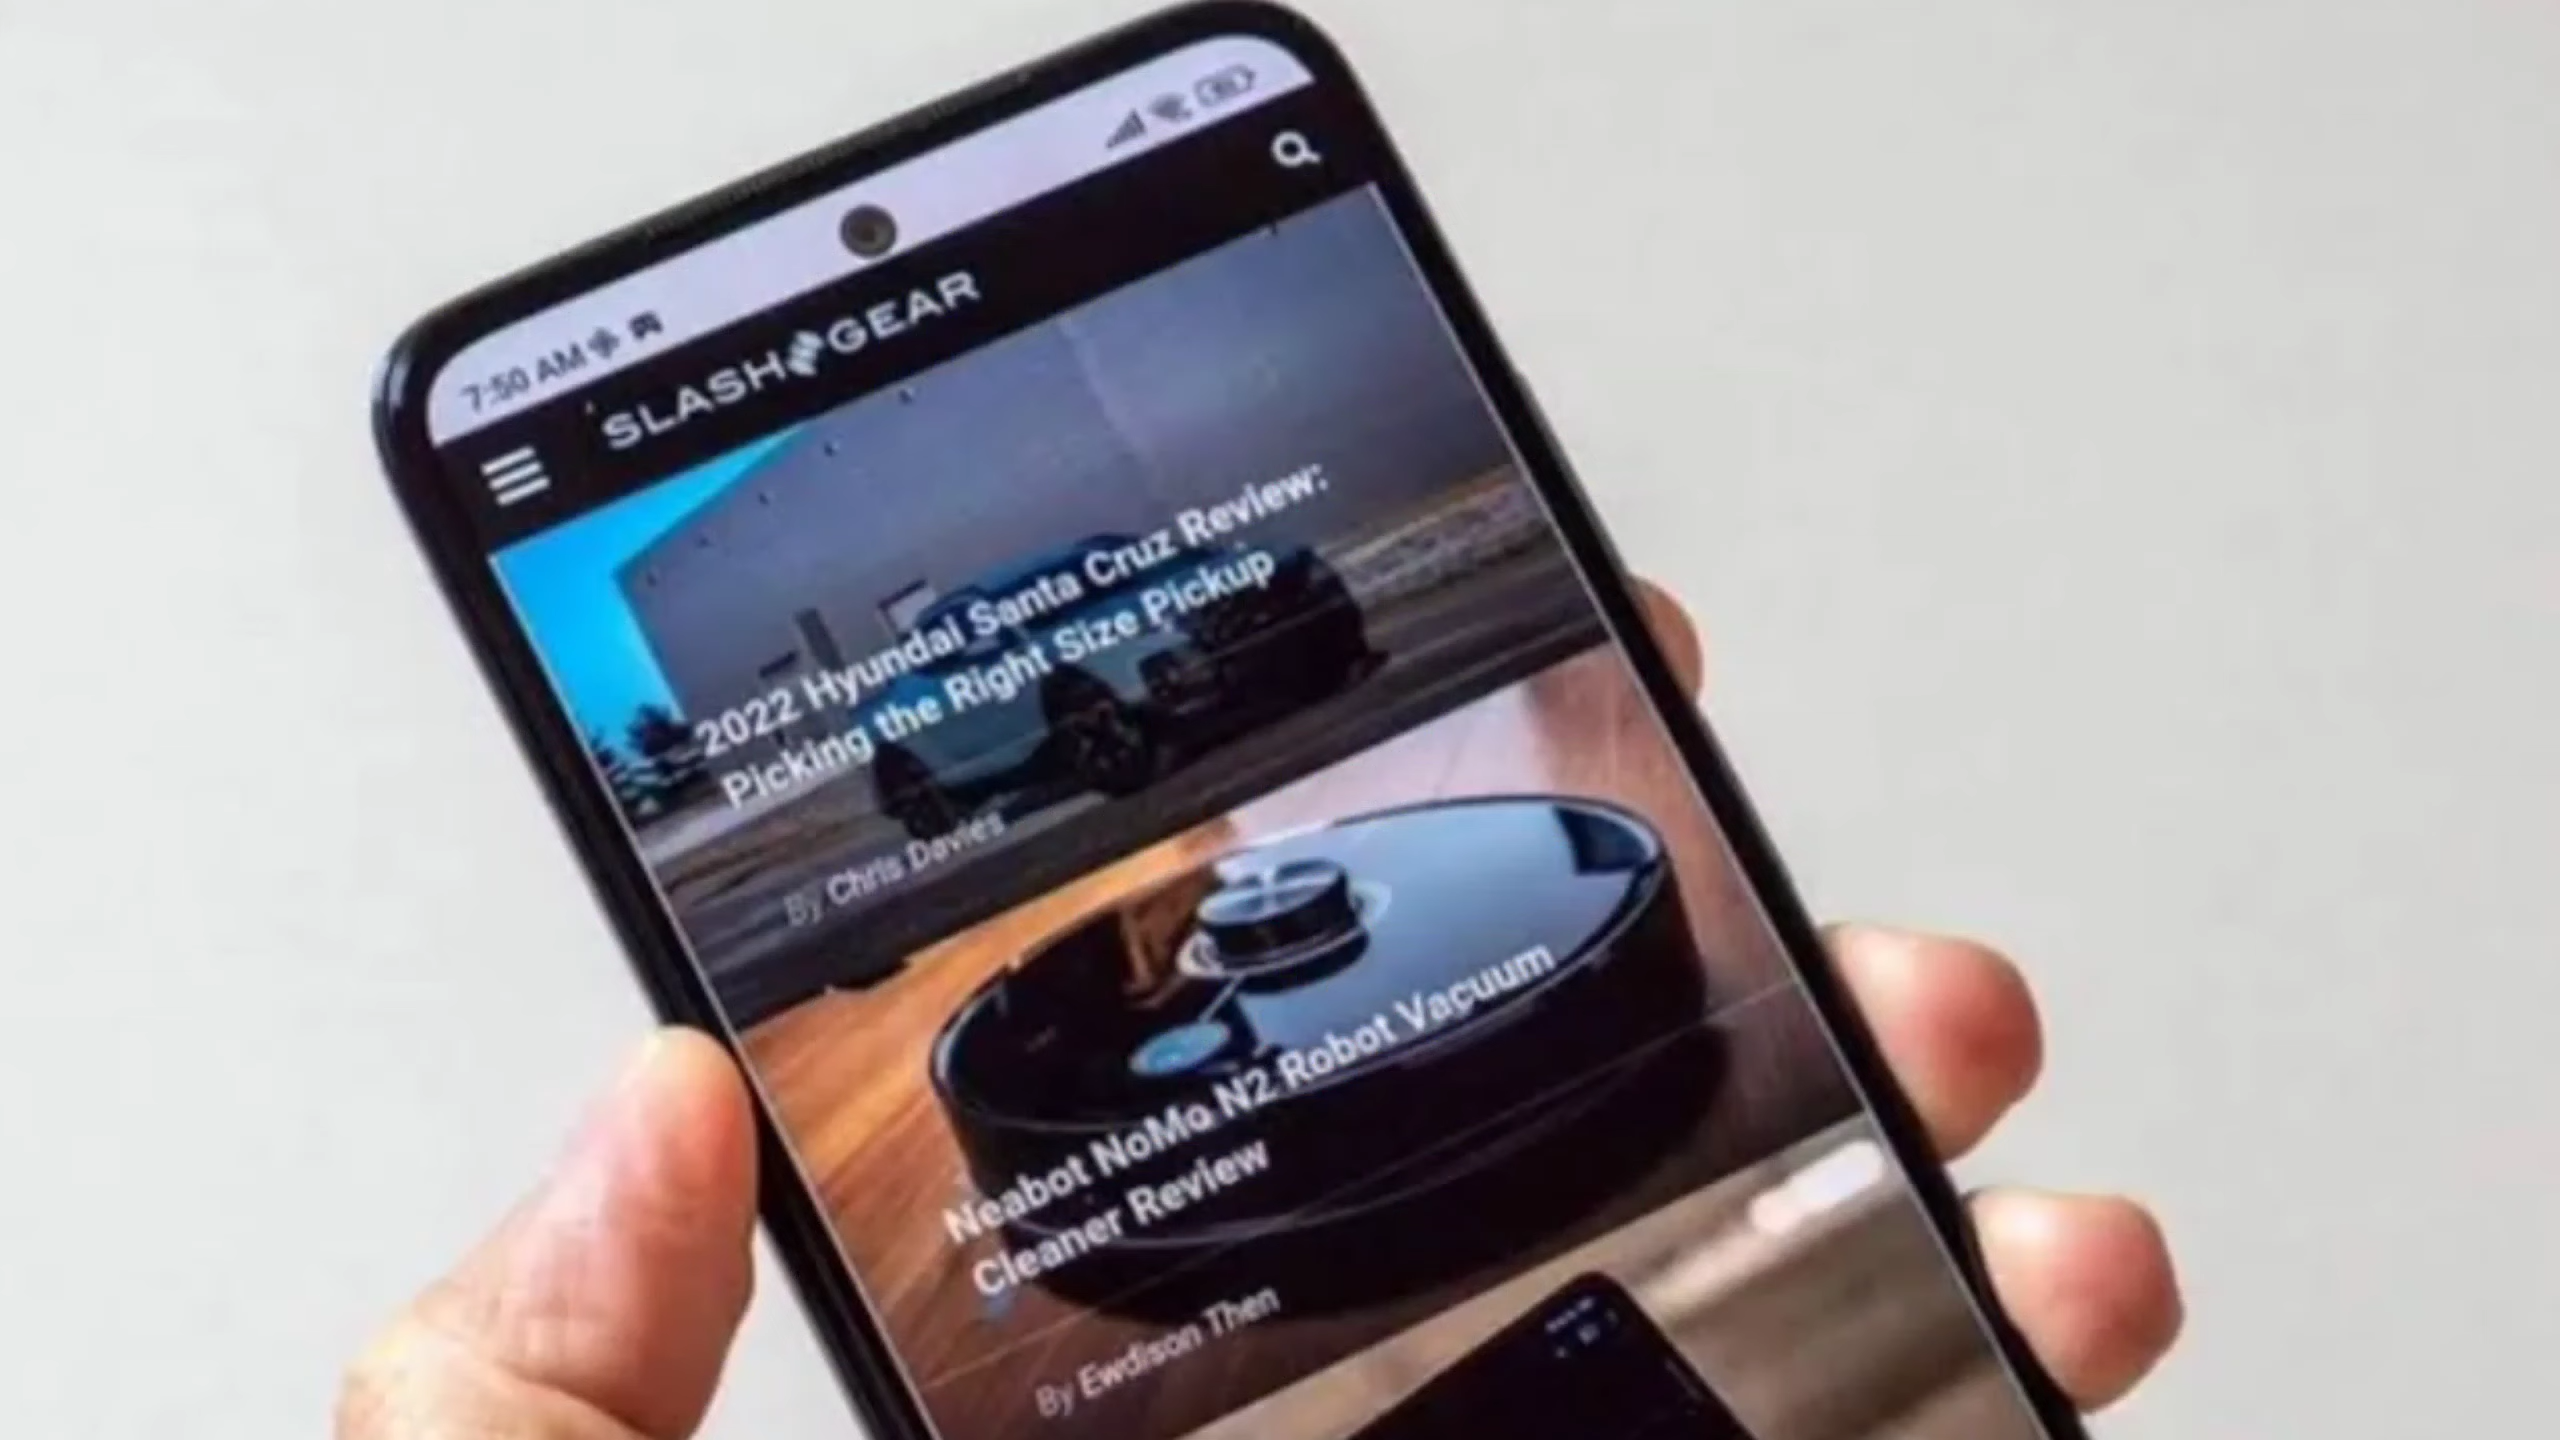 7:50 AM
SLASH GEAR
2022 Hyundai Santa Cruz Review:
Picking the Right Size Pickup
By Chris Davies
Neabot NoMo N2 Robot Vacuum
Cleaner Review
By Ewdison Then